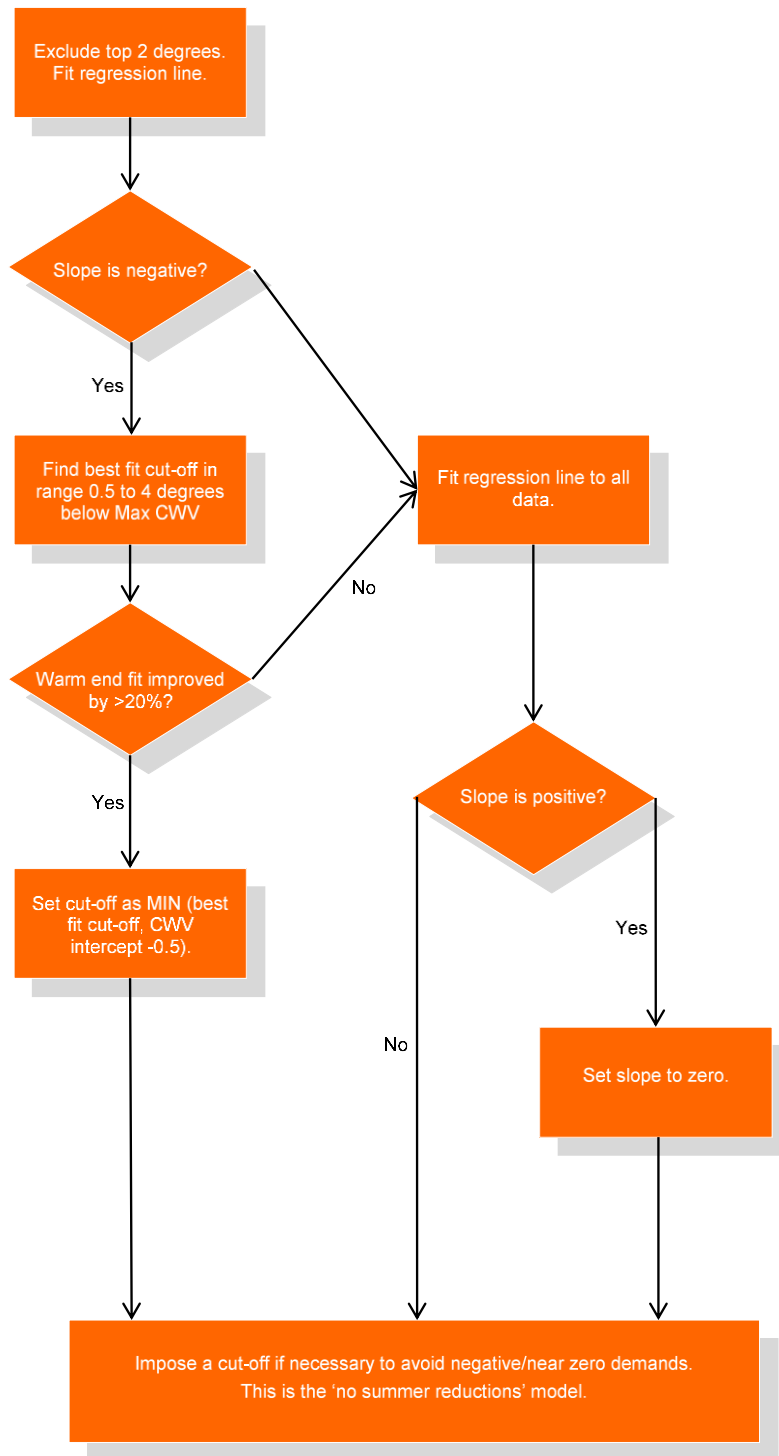 Exclude top 2 degrees.
Fit regression line.
Slope is negative?
Yes
Find best fit cut-off in
range 0.5 to 4 degrees
below Max CWV
Fit regression line to all
data.
No
Warm end fit improved
by >20%?
Yes
Slope is positive?
Set cut-off as MIN (best
fit cut-off, CWV
intercept -0.5).
Yes
No
Set slope to zero.
Impose a cut-off if necessary to avoid negative/near zero demands.
This is the ‘no summer reductions’ model.